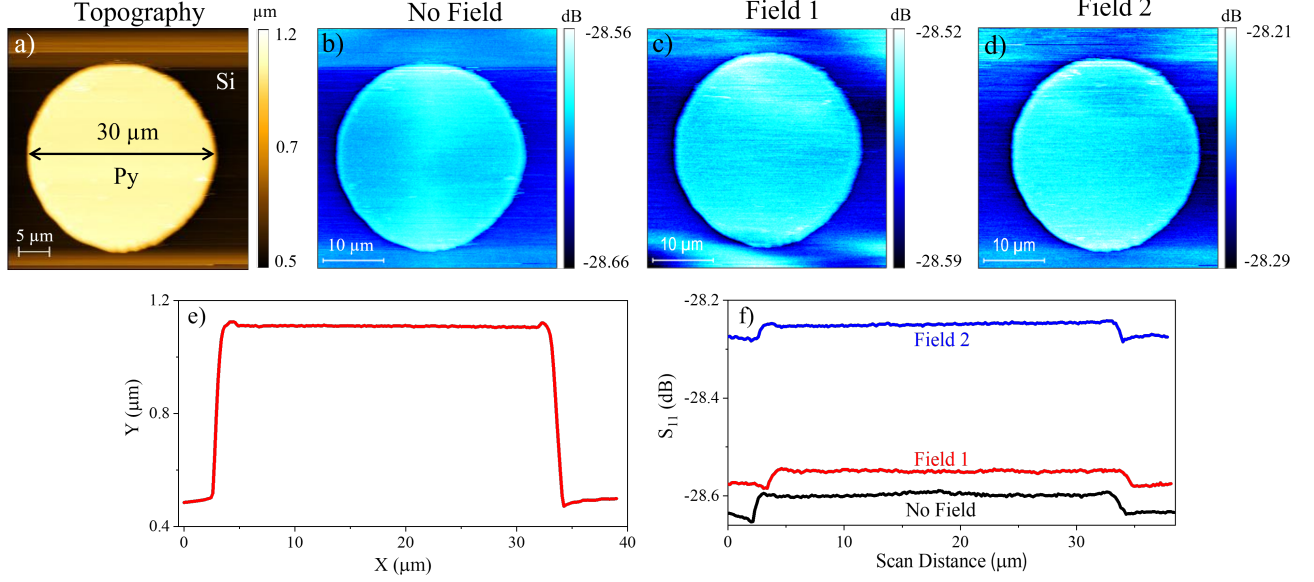 Topography
µm
No Field
dB
Field 1
dB
Field 2
dB
a)
Si
30 µm
Py
5 µm
1.2
0.7
0.5
b)
10 µm
-28.56
-28.66
c)
10 µm
-28.52
-28.59
d)
10 µm
-28.21
-28.29
e)
1.2
0.8
0.4
Y (µm)
0
10
20
30
40
X (µm)
f)
-28.2
-28.4
-28.6
S11 (dB)
Field 2
Field 1
No Field
0
10
20
30
Scan Distance (µm)